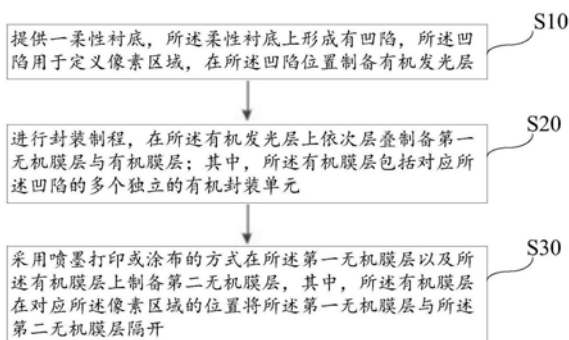 S10
提供一柔性衬底，所述柔性衬底上形成有凹陷，所述凹
陷用于定义像素区域，在所述凹陷位置制备有机发光层
S20
进行封装制程，在所述有机发光层上依次层叠制备第一
无机膜层与有机膜层；其中，所述有机膜层包括对应所
述凹陷的多个独立的有机封装单元
S30
采用喷墨打印或涂布的方式在所述第一无机膜层以及所
述有机膜层上制备第二无机膜层，其中，所述有机膜层
在对应所述像素区域的位置将所述第一无机膜层与所述
第二无机膜层隔开